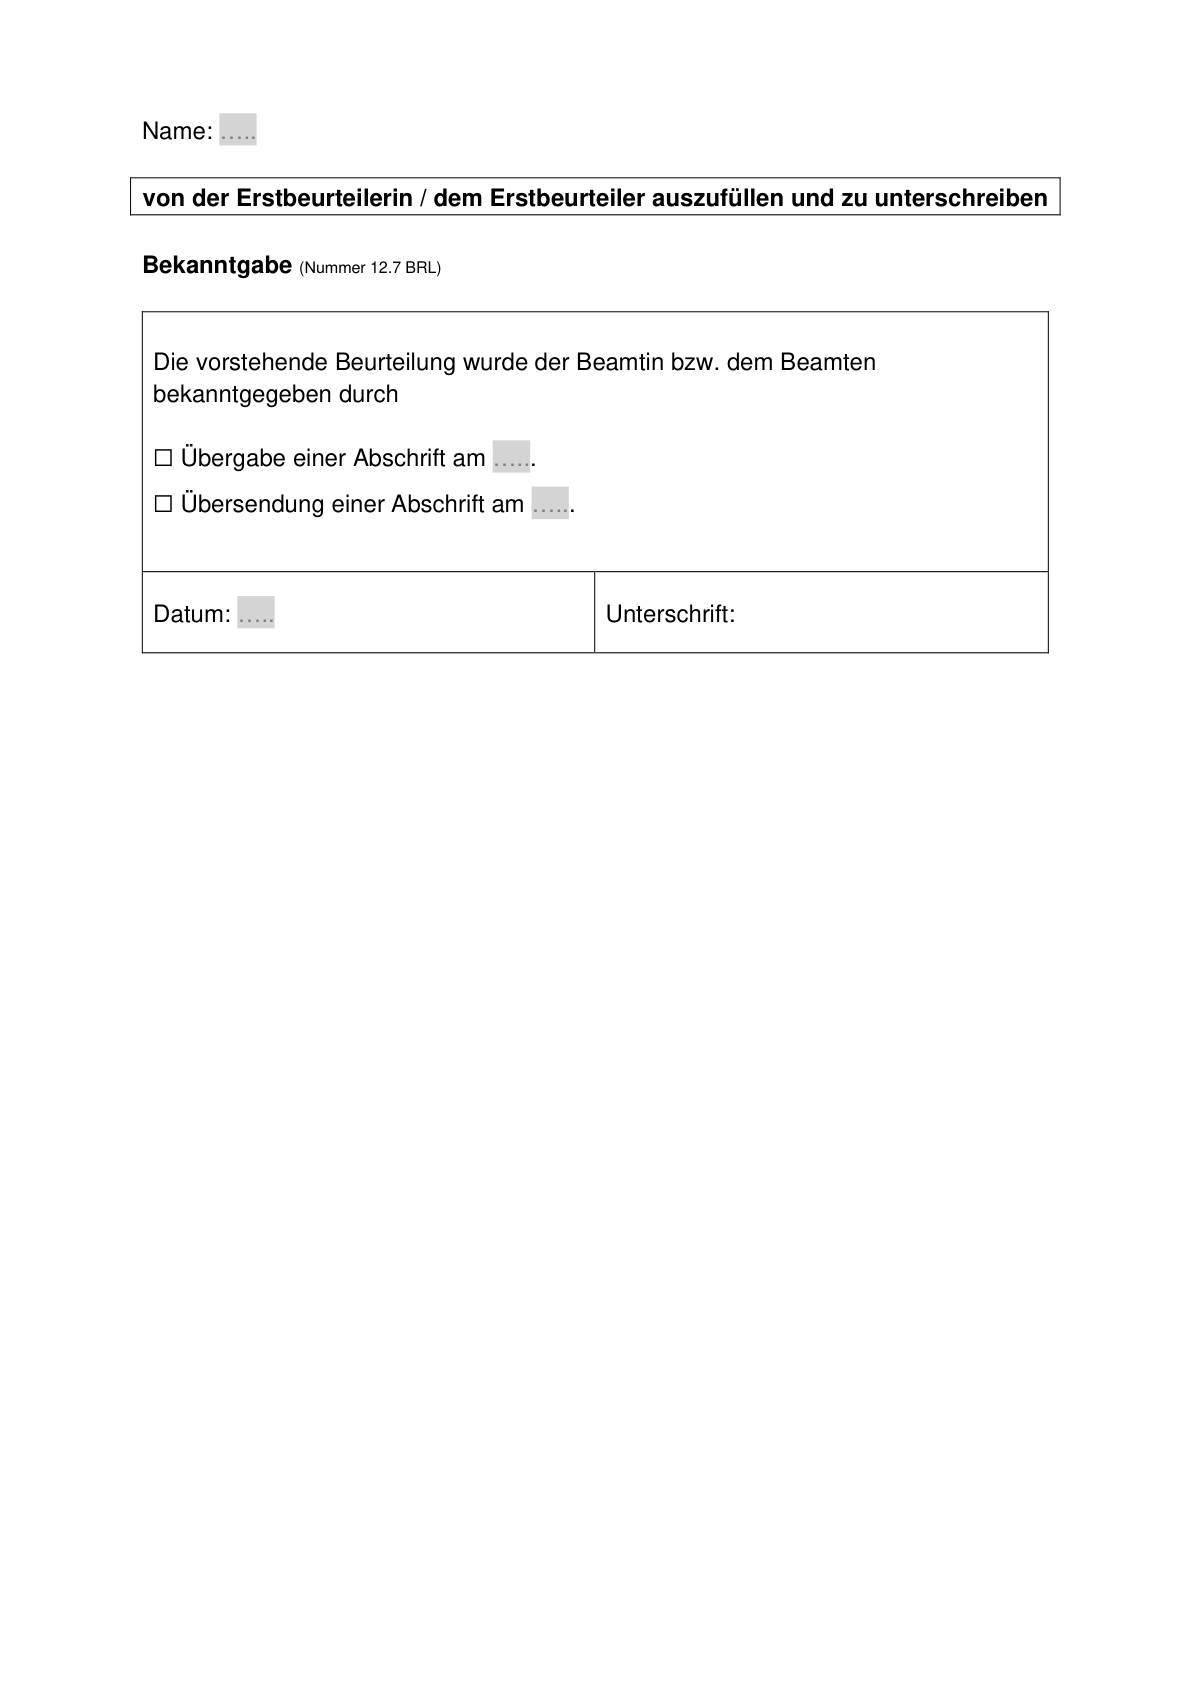 Name: .....
von der Erstbeurteilerin / dem Erstbeurteiler auszufüllen und zu unterschreiben
Bekanntgabe (Nummer 12.7 BRL)
Die vorstehende Beurteilung wurde der Beamtin bzw. dem Beamten
bekanntgegeben durch
☐ Übergabe einer Abschrift am ......
☐ Übersendung einer Abschrift am ......
Datum: .....
Unterschrift: